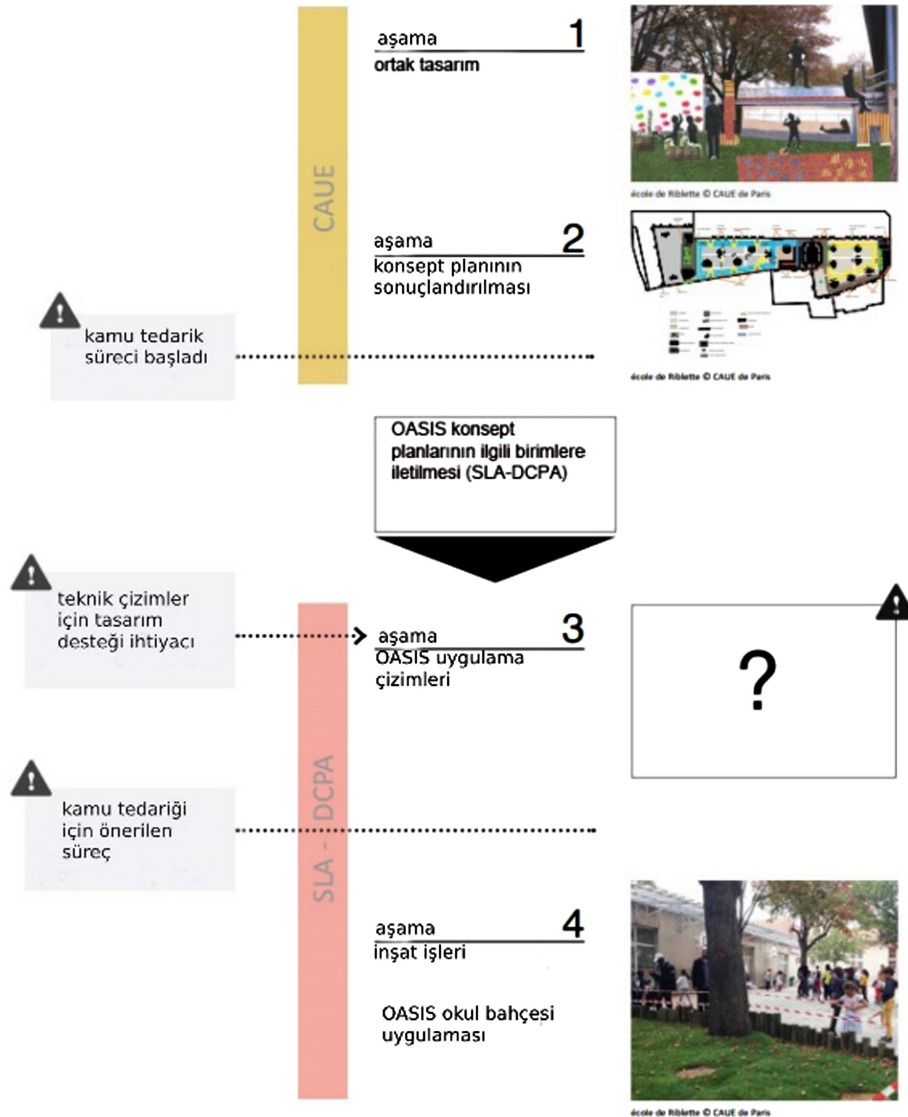 aşama 1
ortak tasarım
école de Riblette © CAUE de Paris
CAUE
aşama 2
konsept planının
sonuçlandırılması
kamu tedarik
süreci başladı
école de Riblette © CAUE de Paris
OASIS konsept
planlarının ilgili birimlere
iletilmesi (SLA-DCPA)
teknik çizimler
için tasarım
desteği ihtiyacı
aşama 3
OASIS uygulama
çizimleri
?
kamu tedariği
için önerilen
süreç
SLA - DCPA
aşama 4
inşat işleri
OASIS okul bahçesi
uygulaması
école de Riblette © CAUE de Paris